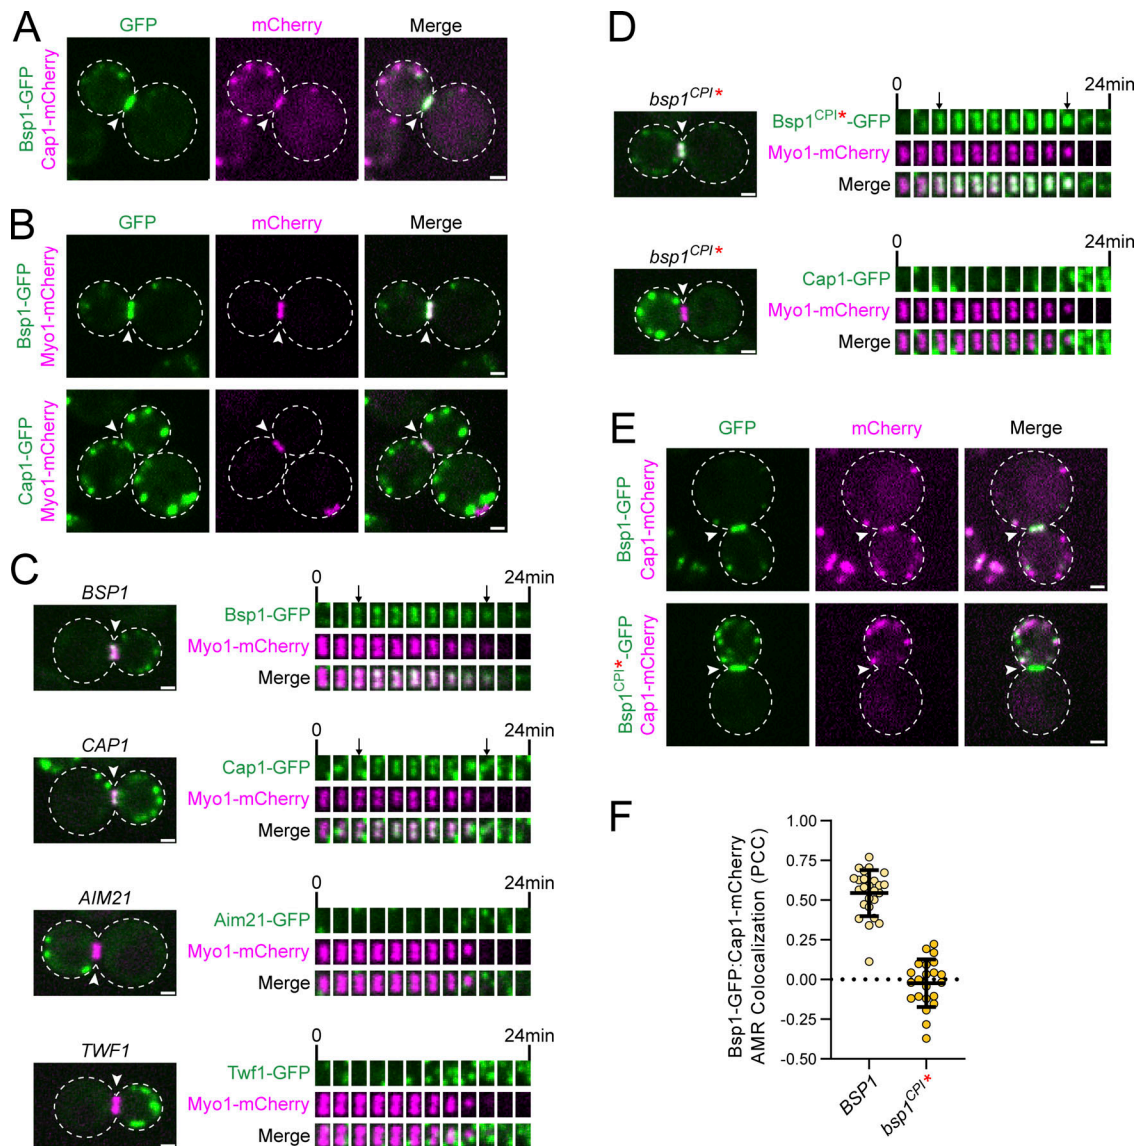 A
GFP
mCherry
Merge
Bsp1-GFP
Cap1-mCherry
B
GFP
mCherry
Merge
Bsp1-GFP
Myo1-mCherry
Cap1-GFP
Myo1-mCherry
C
BSP1
0
24min
Bsp1-GFP
Myo1-mCherry
Merge
CAP1
0
24min
Cap1-GFP
Myo1-mCherry
Merge
AIM21
0
24min
Aim21-GFP
Myo1-mCherry
Merge
TWF1
0
24min
Twf1-GFP
Myo1-mCherry
Merge
D
bsp1CPI*
0
24min
Bsp1CPI*-GFP
Myo1-mCherry
Merge
bsp1CPI*
0
24min
Cap1-GFP
Myo1-mCherry
Merge
E
GFP
mCherry
Merge
Bsp1-GFP
Cap1-mCherry
Bsp1CPI*-GFP
Cap1-mCherry
F
Bsp1-GFP:Cap1-mCherry
AMR Colocalization (PCC)
1.00
0.75
0.50
0.25
0.00
-0.25
-0.50
BSP1
bsp1CPI*